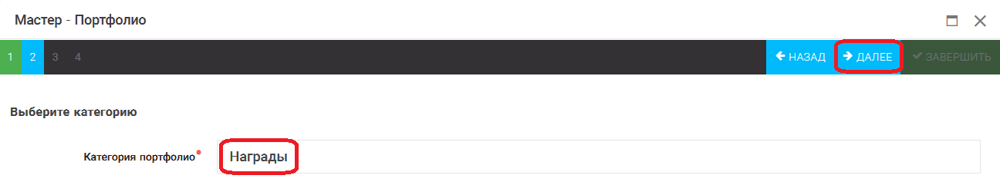 Мастер - Портфолио
1 2 3 4 НАЗАД ДАЛЕЕ ЗАВЕРШИТЬ
Выберите категорию
Категория портфолио Награды